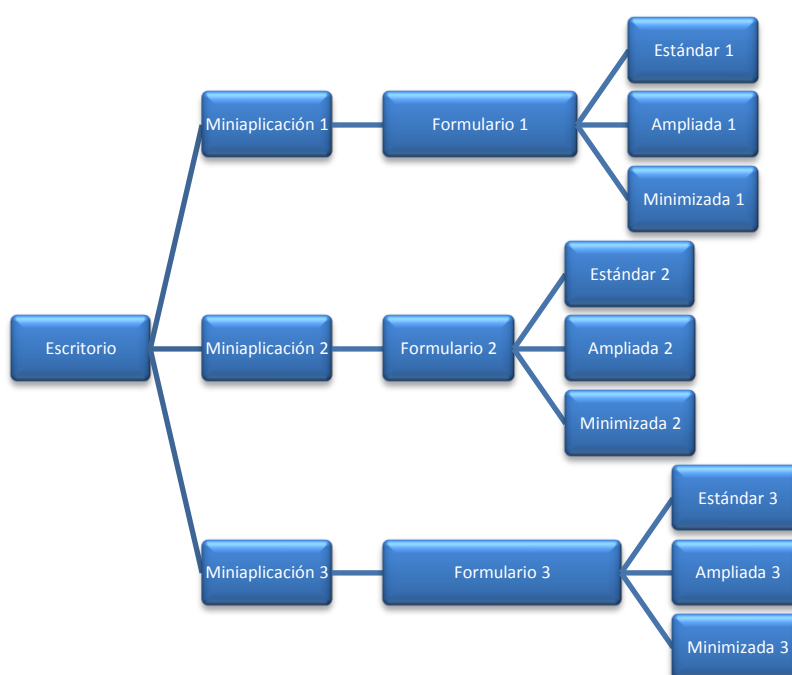 Estándar 1
Miniaplicación 1
Formulario 1
Ampliada 1
Minimizada 1
Estándar 2
Escritorio
Miniaplicación 2
Formulario 2
Ampliada 2
Minimizada 2
Estándar 3
Miniaplicación 3
Formulario 3
Ampliada 3
Minimizada 3